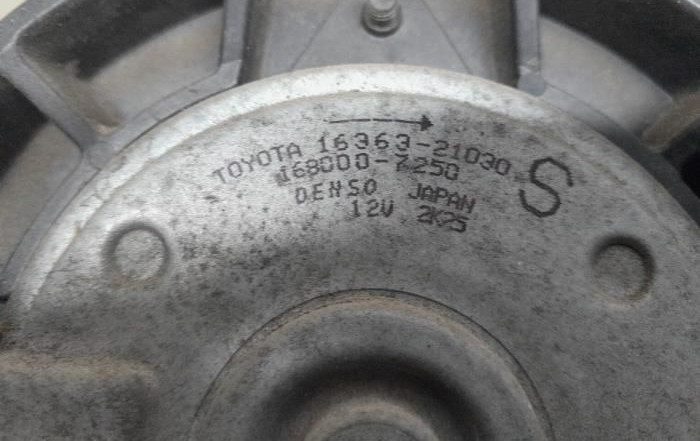 TOYOTA 16363-21030
168000-7250
DENSO JAPAN
12V 2K25
S